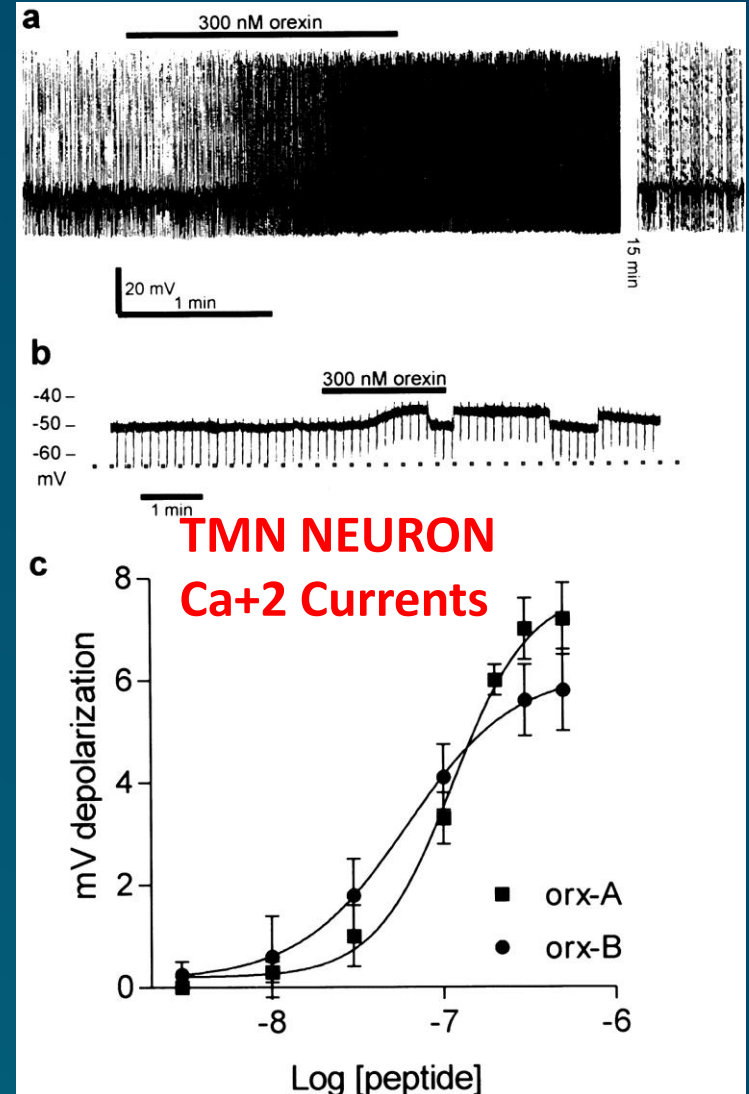 a
300 nM orexin
20 mV
1 min
15 min
b
300 nM orexin
-40
-50
-60
mV
1 min
TMN NEURON
Ca+2 Currents
c
8
6
4
2
0
mV depolarization
orx-A
orx-B
-8 -7 -6
Log [peptide]